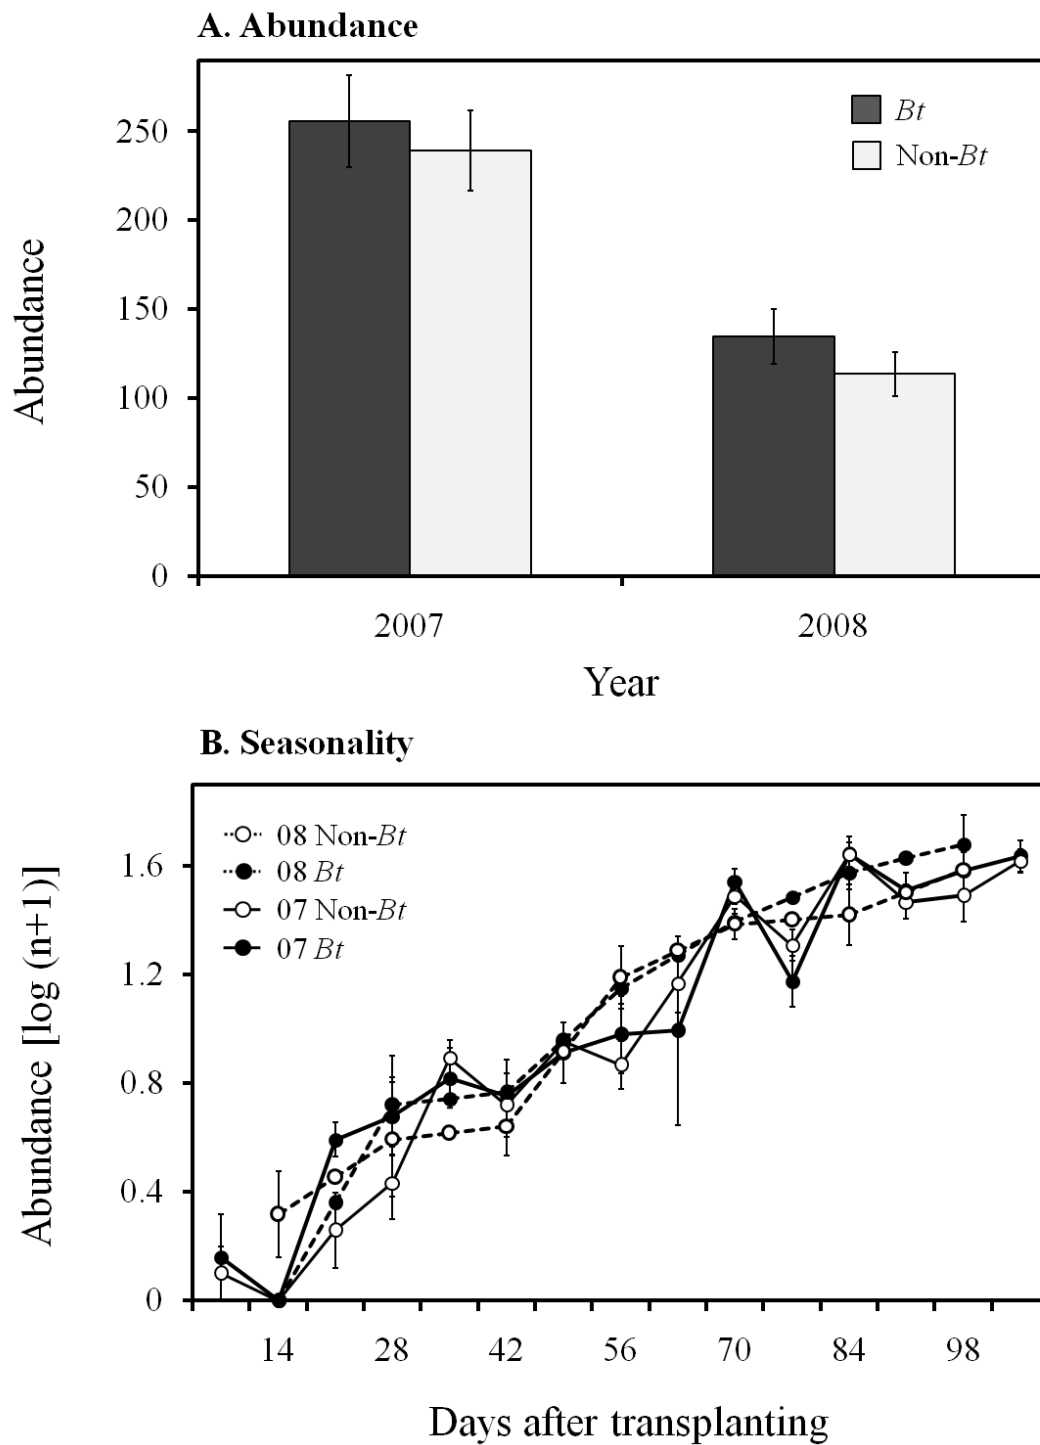 A. Abundance
Bt
Non-Bt
250
200
150
100
50
0
Abundance
2007 2008
Year
B. Seasonality
08 Non-Bt
08 Bt
07 Non-Bt
07 Bt
1.6
1.2
0.8
0.4
0
Abundance [log (n+1)]
14 28 42 56 70 84 98
Days after transplanting